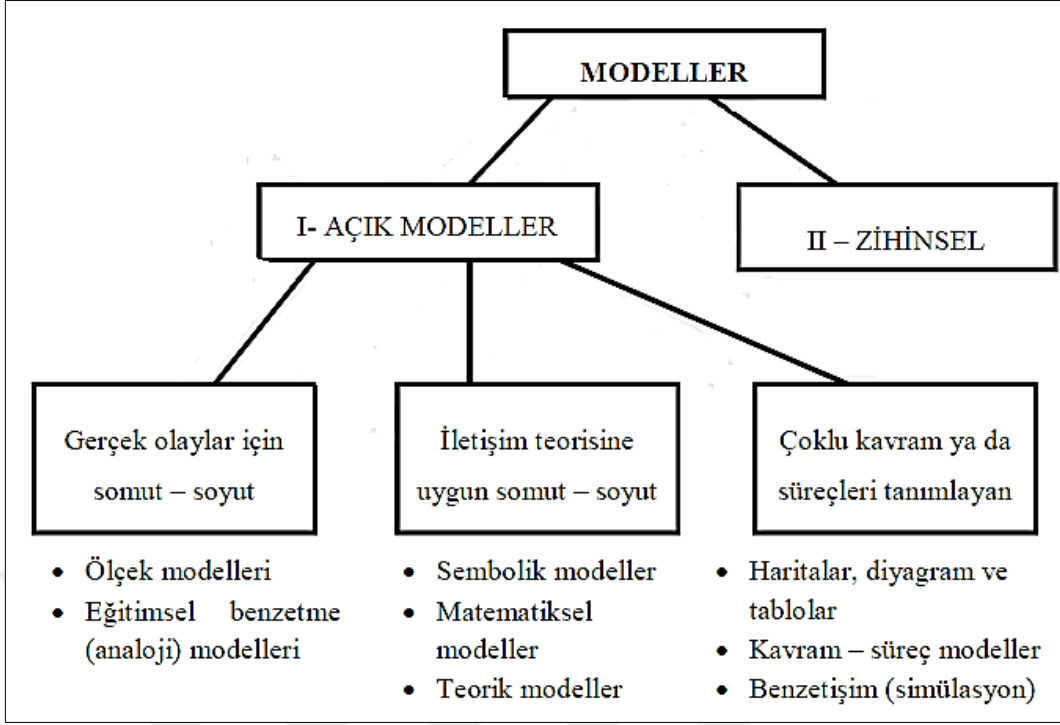 MODELLER
I- AÇIK MODELLER
II – ZİHİNSEL
Gerçek olaylar için
somut – soyut
İletişim teorisine
uygun somut – soyut
Çoklu kavram ya da
süreçleri tanımlayan
• Ölçek modelleri
• Eğitimsel benzetme
(analoji) modelleri
• Sembolik modeller
• Matematiksel
modeller
• Teorik modeller
• Haritalar, diyagram ve
tablolar
• Kavram – süreç modeller
• Benzetişim (simülasyon)